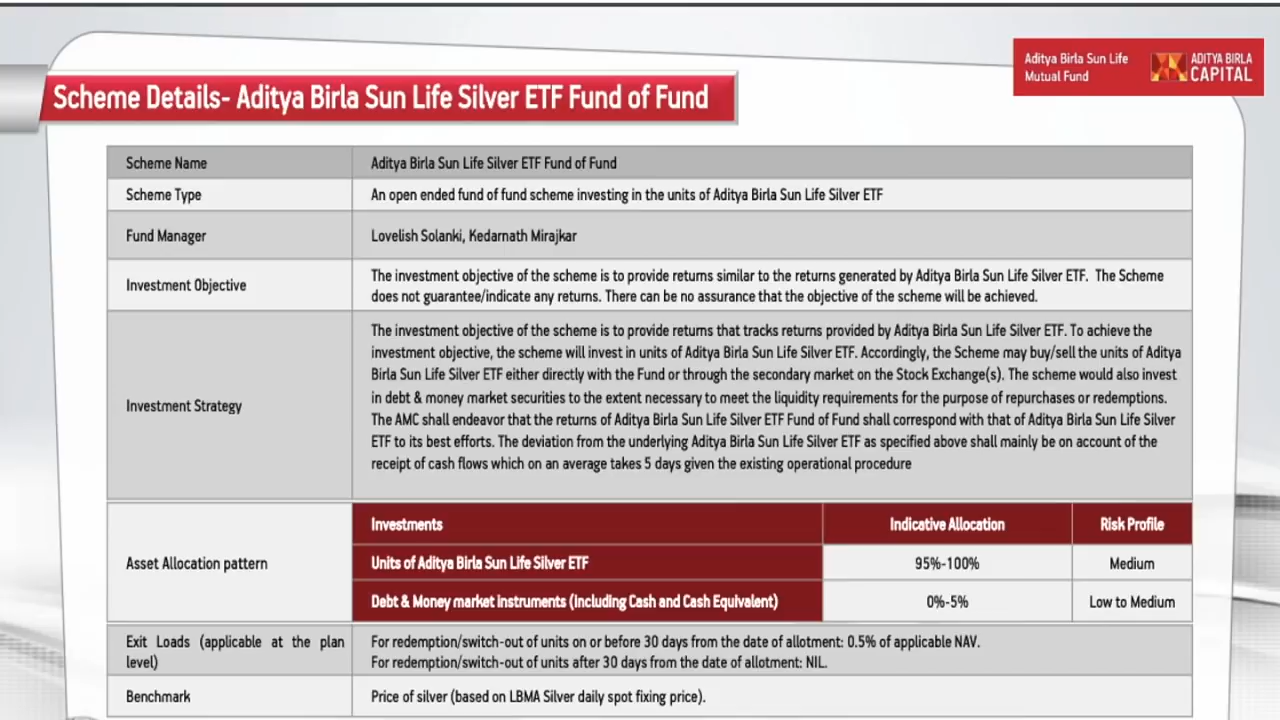 Aditya Birla Sun Life
Mutual Fund
ADITYA BIRLA
CAPITAL
Scheme Details- Aditya Birla Sun Life Silver ETF Fund of Fund
Scheme Name
Aditya Birla Sun Life Silver ETF Fund of Fund
Scheme Type
An open ended fund of fund scheme investing in the units of Aditya Birla Sun Life Silver ETF
Fund Manager
Lovelish Solanki, Kedarnath Mirajkar
Investment Objective
The investment objective of the scheme is to provide returns similar to the returns generated by Aditya Birla Sun Life Silver ETF. The Scheme
does not guarantee/indicate any returns. There can be no assurance that the objective of the scheme will be achieved.
Investment Strategy
The investment objective of the scheme is to provide returns that tracks returns provided by Aditya Birla Sun Life Silver ETF. To achieve the
investment objective, the scheme will invest in units of Aditya Birla Sun Life Silver ETF. Accordingly, the Scheme may buy/sell the units of Aditya
Birla Sun Life Silver ETF either directly with the Fund or through the secondary market on the Stock Exchange(s). The scheme would also invest
in debt & money market securities to the extent necessary to meet the liquidity requirements for the purpose of repurchases or redemptions.
The AMC shall endeavor that the returns of Aditya Birla Sun Life Silver ETF Fund of Fund shall correspond with that of Aditya Birla Sun Life Silver
ETF to its best efforts. The deviation from the underlying Aditya Birla Sun Life Silver ETF as specified above shall mainly be on account of the
receipt of cash flows which on an average takes 5 days given the existing operational procedure
Asset Allocation pattern
Investments
Indicative Allocation
Risk Profile
Units of Aditya Birla Sun Life Silver ETF
95%-100%
Medium
Debt & Money market instruments (Including Cash and Cash Equivalent)
0%-5%
Low to Medium
Exit Loads (applicable at the plan
level)
For redemption/switch-out of units on or before 30 days from the date of allotment: 0.5% of applicable NAV.
For redemption/switch-out of units after 30 days from the date of allotment: NIL.
Benchmark
Price of silver (based on LBMA Silver daily spot fixing price).